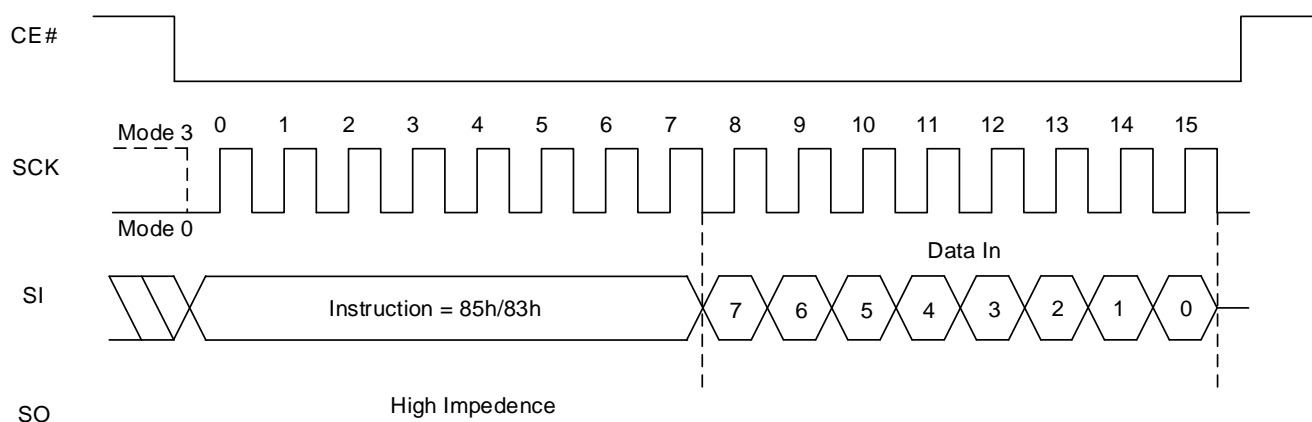 CE#
Mode 3
0 1 2 3 4 5 6 7 8 9 10 11 12 13 14 15
SCK
Mode 0
Data In
SI
Instruction = 85h/83h
7 6 5 4 3 2 1 0
High Impedence
SO